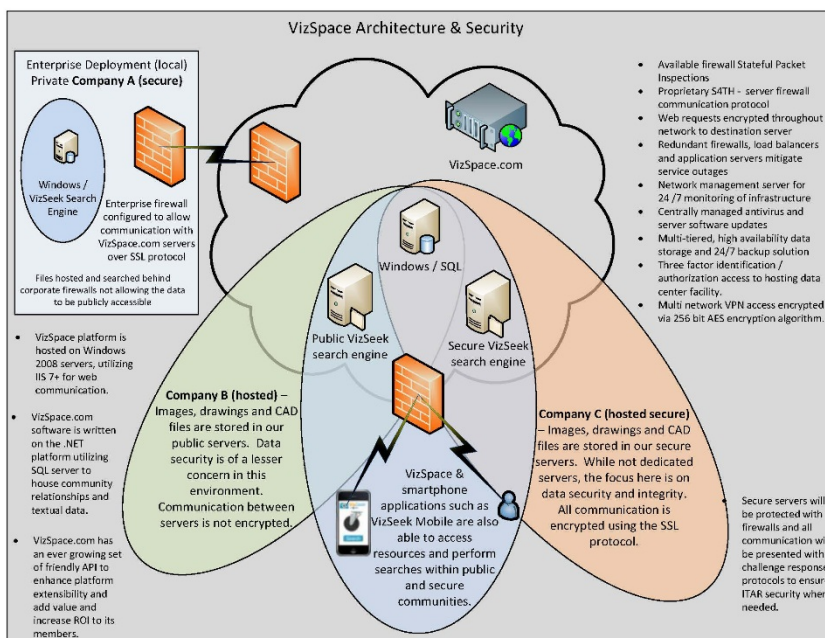 VizSpace Architecture & Security
Enterprise Deployment (local)
Private Company A (secure)
Windows /
VizSeek Search
Engine
Enterprise firewall
configured to allow
communication with
VizSpace.com servers
over SSL protocol
Files hosted and searched behind
corporate firewalls not allowing the data
to be publicly accessible
VizSpace.com
• Available firewall Stateful Packet
Inspections
• Proprietary S4TH - server firewall
communication protocol
• Web requests encrypted throughout
network to destination server
• Redundant firewalls, load balancers
and application servers mitigate
service outages
• Network management server for
24 /7 monitoring of infrastructure
• Centrally managed antivirus and
server software updates
• Multi-tiered, high availability data
storage and 24/7 backup solution
• Three factor identification /
authorization access to hosting data
center facility.
• Multi network VPN access encrypted
via 256 bit AES encryption algorithm.
Windows / SQL
Public VizSeek
search engine
Secure VizSeek
search engine
• VizSpace platform is
hosted on Windows
2008 servers, utilizing
IIS 7+ for web
communication.
• VizSpace.com
software is written
on the .NET
platform utilizing
SQL server to
house community
relationships and
textual data.
• VizSpace.com has
an ever growing set
of friendly API to
enhance platform
extensibility and
add value and
increase ROI to its
members.
Company B (hosted) –
Images, drawings and CAD
files are stored in our
public servers. Data
security is of a lesser
concern in this
environment.
Communication between
servers is not encrypted.
VizSpace &
smartphone
applications such as
VizSeek Mobile are also
able to access
resources and perform
searches within public
and secure
communities.
Company C (hosted secure)
– Images, drawings and CAD
files are stored in our secure
servers. While not dedicated
servers, the focus here is on
data security and integrity.
All communication is
encrypted using the SSL
protocol.
• Secure servers will
be protected with
firewalls and all
communication wi
be presented with
challenge response
protocols to ensur
ITAR security when
needed.